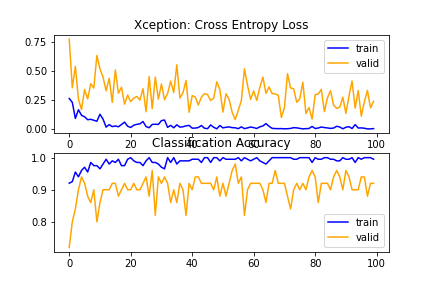 Xception: Cross Entropy Loss
0.75
0.50
0.25
0.00
train
valid
0 20 40 60 80 100
Classification Accuracy
1.0
0.9
0.8
train
valid
0 20 40 60 80 100